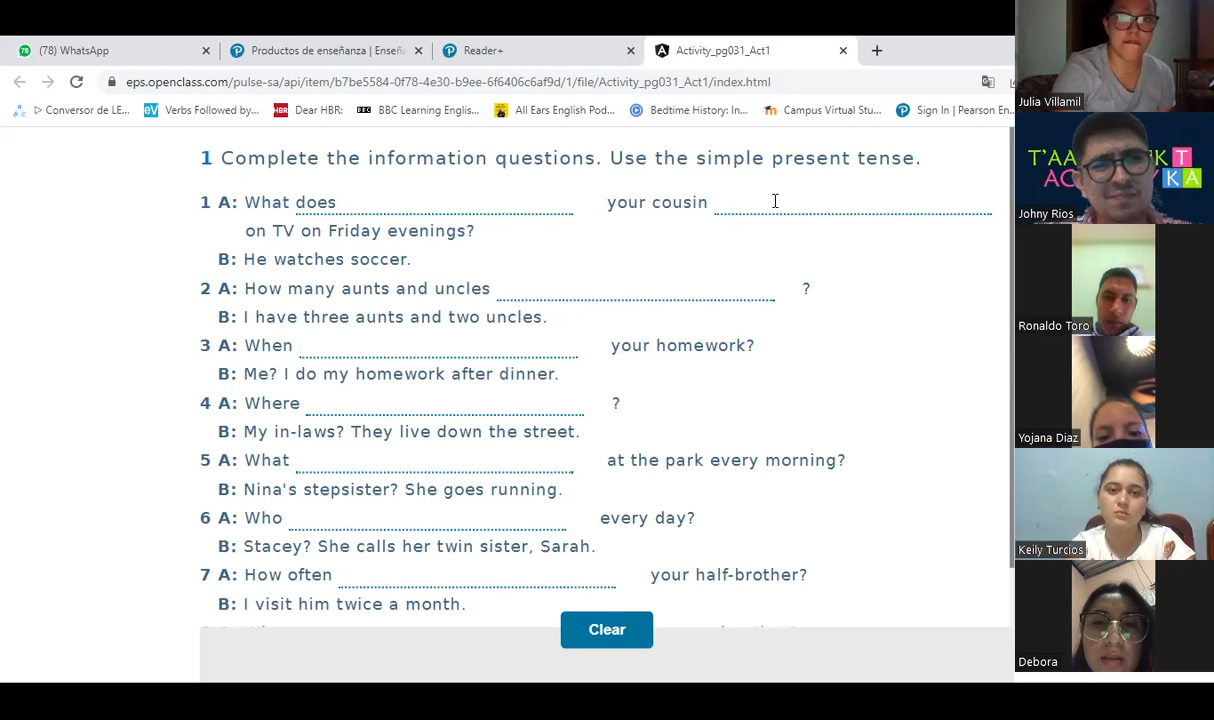 (78) WhatsApp
Productos de enseñanza | Enseña
Reader+
Activity_pg031_Act1
eps.openclass.com/pulse-sa/api/item/b7be5584-0f78-4e30-b9ee-6f6406c6af9d/1/file/Activity_pg031_Act1/index.html
Conversor de LE...
Verbs Followed by...
Dear HBR:
BBC Learning Englis...
All Ears English Pod...
Bedtime History: In...
Campus Virtual Stu...
Sign In | Pearson En...
1 Complete the information questions. Use the simple present tense.
1 A: What does your cousin
on TV on Friday evenings?
B: He watches soccer.
2 A: How many aunts and uncles ?
B: I have three aunts and two uncles.
3 A: When your homework?
B: Me? I do my homework after dinner.
4 A: Where ?
B: My in-laws? They live down the street.
5 A: What at the park every morning?
B: Nina's stepsister? She goes running.
6 A: Who every day?
B: Stacey? She calls her twin sister, Sarah.
7 A: How often your half-brother?
B: I visit him twice a month.
Clear
Julia Villamil
Johny Rios
Ronaldo Toro
Yojana Diaz
Keily Turcios
Debora